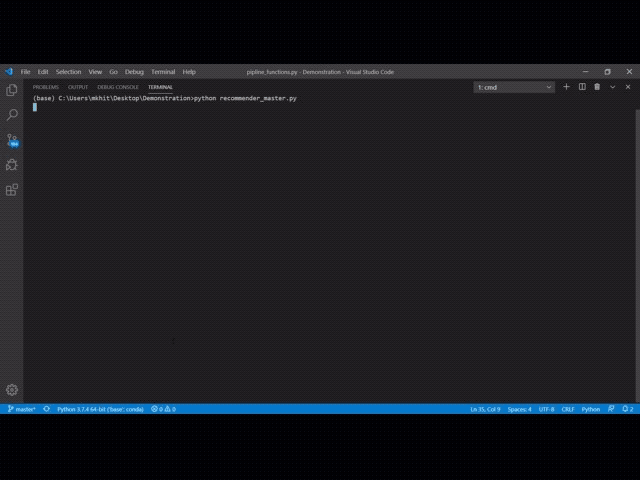 File Edit Selection View Go Debug Terminal Help pipline_functions.py - Demonstration - Visual Studio Code
PROBLEMS OUTPUT DEBUG CONSOLE TERMINAL 1: cmd
(base) C:\Users\mkhit\Desktop\Demonstration>python recommender_master.py
master* Python 3.7.4 64-bit ('base': conda) 0 0 Ln 35, Col 9 Spaces: 4 UTF-8 CRLF Python 2